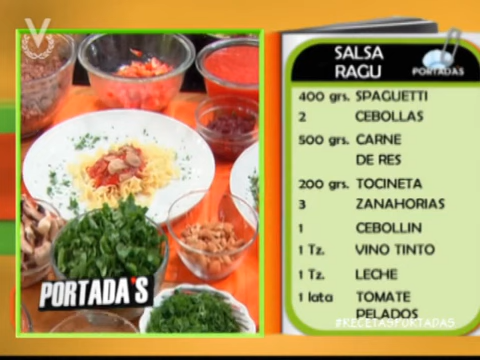 V
PORTADA'S
SALSA
RAGU
PORTADA'S
400 grs. SPAGUETTI
2 CEBOLLAS
500 grs. CARNE
DE RES
200 grs. TOCINETA
3 ZANAHORIAS
1 CEBOLLIN
1 Tz. VINO TINTO
1 Tz. LECHE
1 lata TOMATE
PELADOS
#RECETASPORTADAS